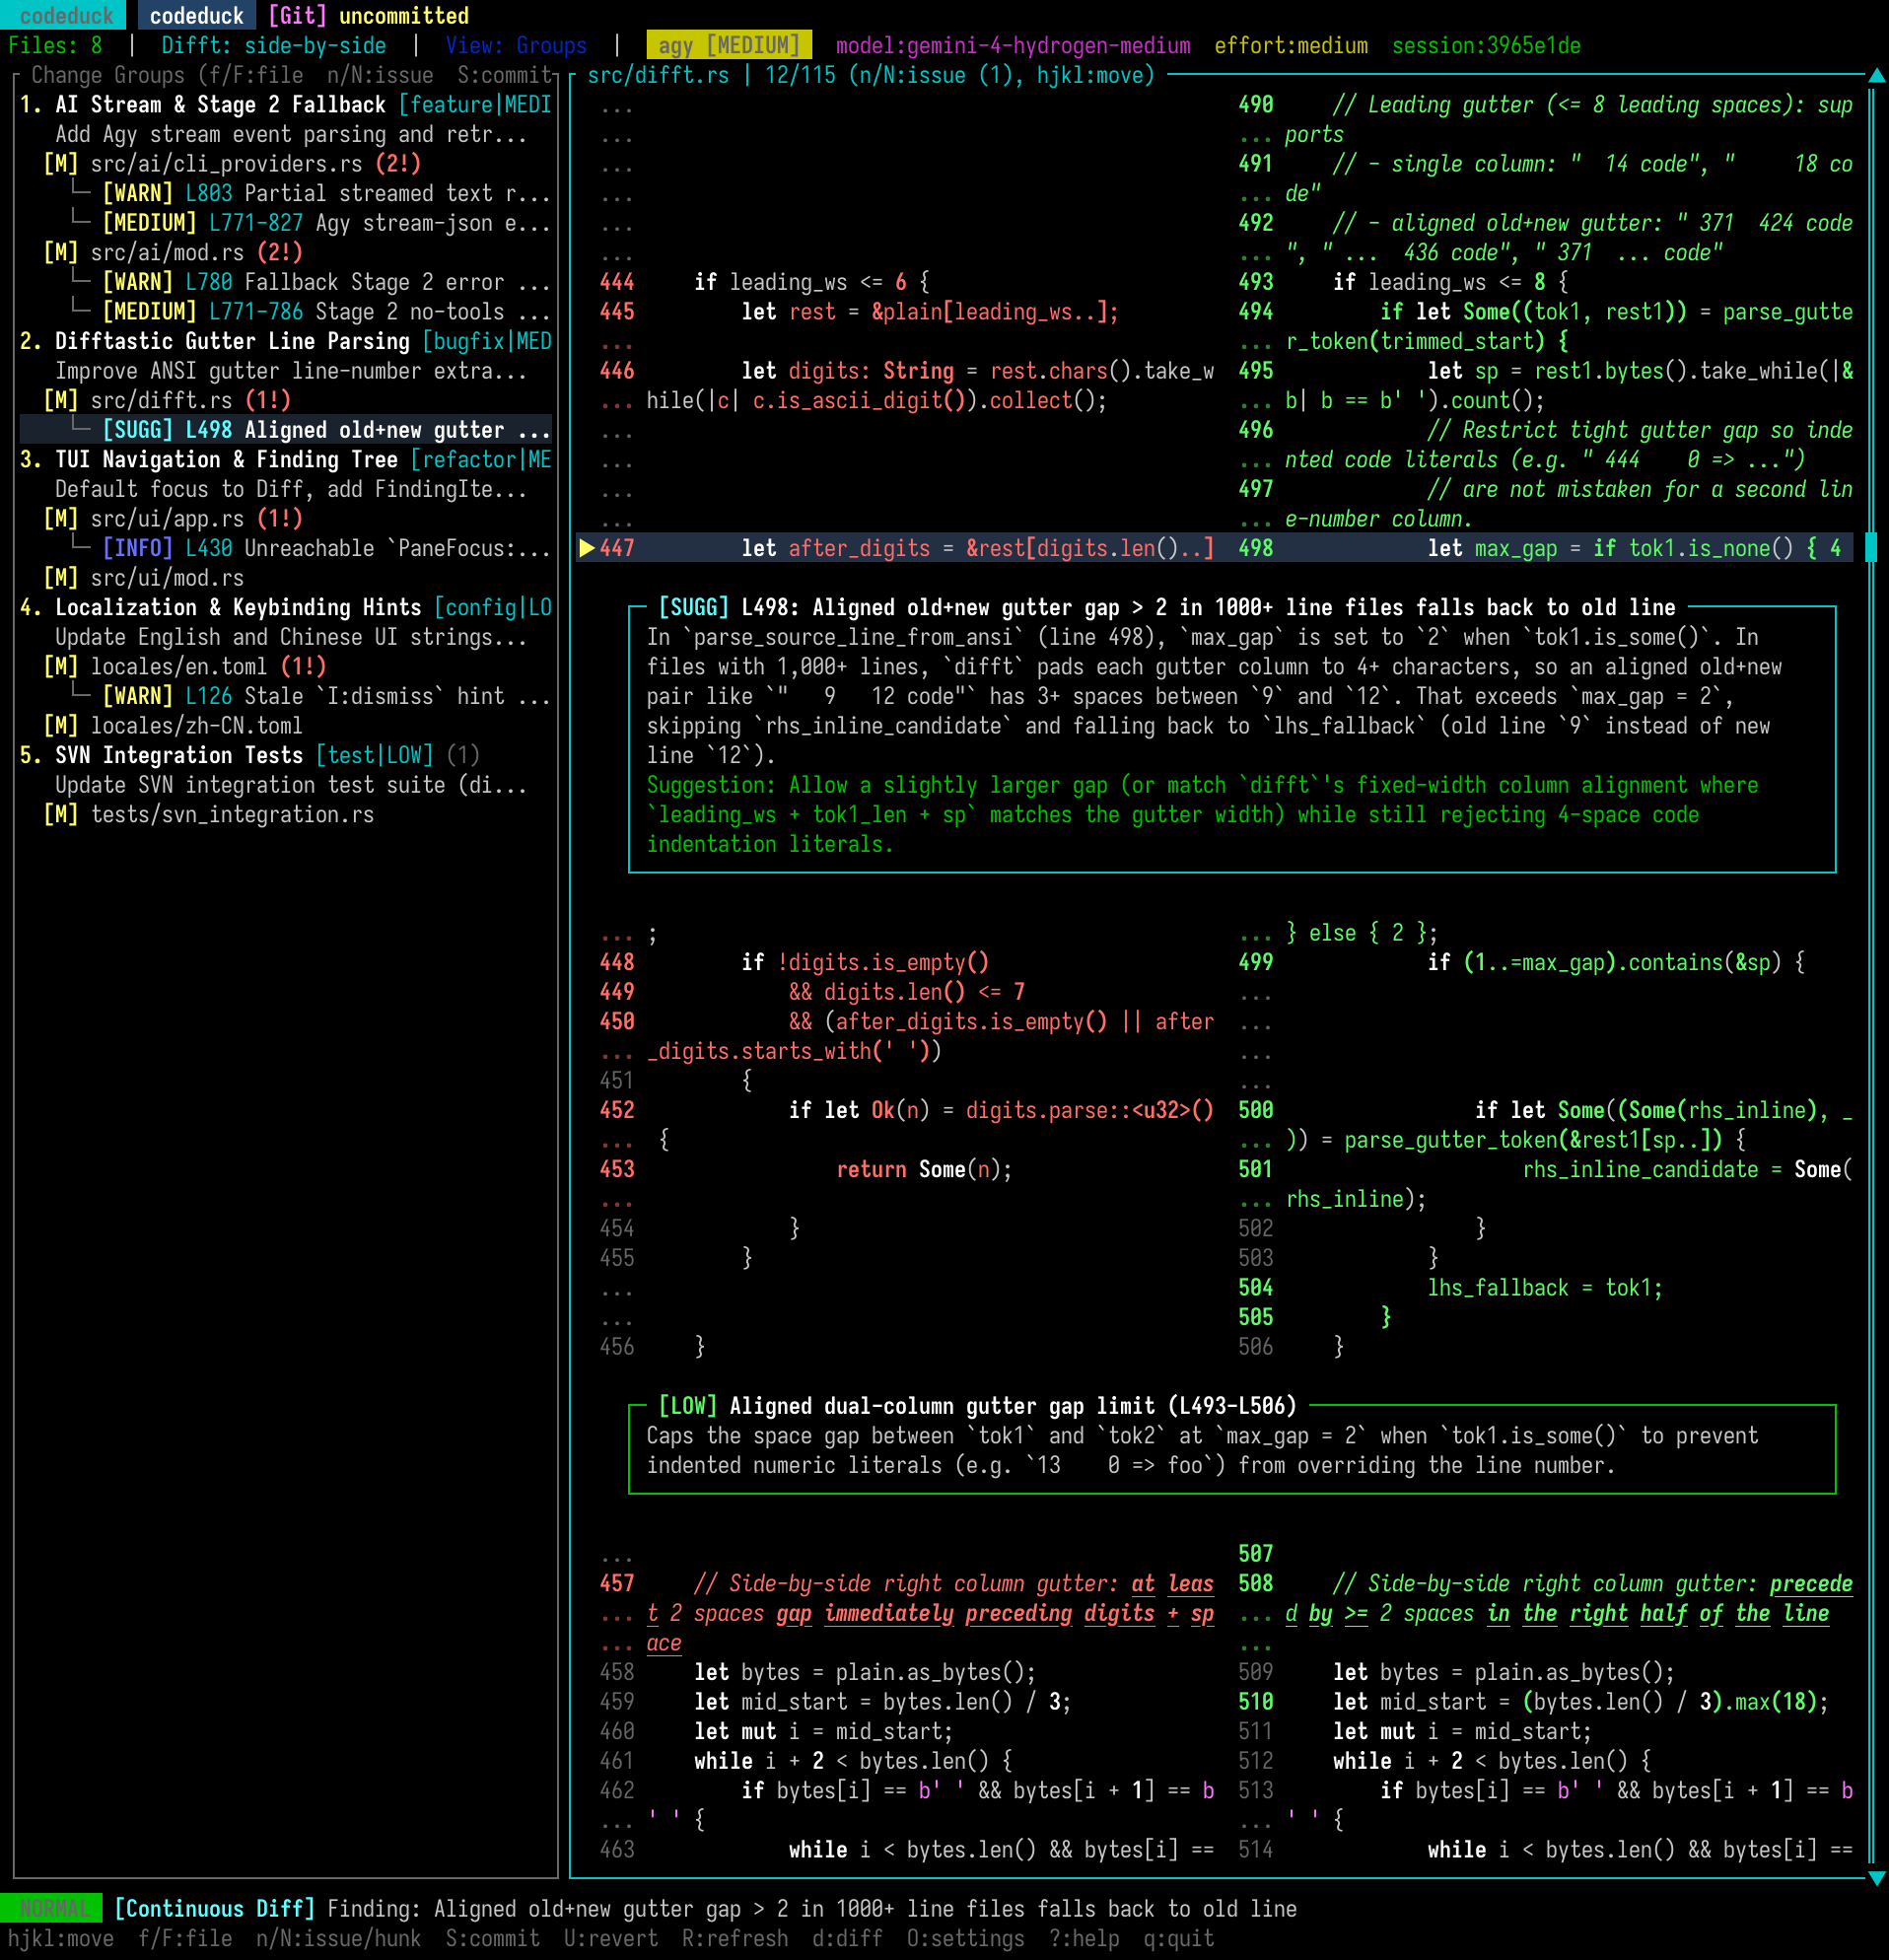 codeduck  codeduck  [Git] uncommitted
Files: 8  |  Difft: side-by-side  |  View: Groups  |  agy [MEDIUM]  model:gemini-4-hydrogen-medium  effort:medium  session:3965e1de
Change Groups (f/F:file  n/N:issue  S:commit
1. AI Stream & Stage 2 Fallback [feature|MEDI
Add Agy stream event parsing and retr...
[M] src/ai/cli_providers.rs (2!)
└─ [WARN] L803 Partial streamed text r...
└─ [MEDIUM] L771-827 Agy stream-json e...
[M] src/ai/mod.rs (2!)
└─ [WARN] L780 Fallback Stage 2 error ...
└─ [MEDIUM] L771-786 Stage 2 no-tools ...
2. Difftastic Gutter Line Parsing [bugfix|MED
Improve ANSI gutter line-number extra...
[M] src/difft.rs (1!)
└─ [SUGG] L498 Aligned old+new gutter ...
3. TUI Navigation & Finding Tree [refactor|ME
Default focus to Diff, add FindingIte...
[M] src/ui/app.rs (1!)
└─ [INFO] L430 Unreachable `PaneFocus:...
[M] src/ui/mod.rs
4. Localization & Keybinding Hints [config|LO
Update English and Chinese UI strings...
[M] locales/en.toml (1!)
└─ [WARN] L126 Stale `I:dismiss` hint ...
[M] locales/zh-CN.toml
5. SVN Integration Tests [test|LOW] (1)
Update SVN integration test suite (di...
[M] tests/svn_integration.rs
src/difft.rs | 12/115 (n/N:issue (1), hjkl:move)
...  490     // Leading gutter (<= 8 leading spaces): sup
...  ... ports
...  491     // - single column: "  14 code", "     18 co
...  ... de"
...  492     // - aligned old+new gutter: " 371  424 code
...  ... ", " ...  436 code", " 371  ... code"
444     if leading_ws <= 6 {  493     if leading_ws <= 8 {
445         let rest = &plain[leading_ws..];  494         if let Some((tok1, rest1)) = parse_gutte
...  ... r_token(trimmed_start) {
446         let digits: String = rest.chars().take_w  495             let sp = rest1.bytes().take_while(|&
... hile(|c| c.is_ascii_digit()).collect();  ... b| b == b' ').count();
...  496             // Restrict tight gutter gap so inde
...  ... nted code literals (e.g. " 444    0 => ...")
...  497             // are not mistaken for a second lin
...  ... e-number column.
▶447         let after_digits = &rest[digits.len()..]  498             let max_gap = if tok1.is_none() { 4
[SUGG] L498: Aligned old+new gutter gap > 2 in 1000+ line files falls back to old line
In `parse_source_line_from_ansi` (line 498), `max_gap` is set to `2` when `tok1.is_some()`. In
files with 1,000+ lines, `difft` pads each gutter column to 4+ characters, so an aligned old+new
pair like `"   9   12 code"` has 3+ spaces between `9` and `12`. That exceeds `max_gap = 2`,
skipping `rhs_inline_candidate` and falling back to `lhs_fallback` (old line `9` instead of new
line `12`).
Suggestion: Allow a slightly larger gap (or match `difft`'s fixed-width column alignment where
`leading_ws + tok1_len + sp` matches the gutter width) while still rejecting 4-space code
indentation literals.
... ;  ... } else { 2 };
448         if !digits.is_empty()  499             if (1..=max_gap).contains(&sp) {
449             && digits.len() <= 7  ...
450             && (after_digits.is_empty() || after  ...
... _digits.starts_with(' '))  ...
451         {  ...
452             if let Ok(n) = digits.parse::<u32>()  500                 if let Some((Some(rhs_inline), _
...  {  ... )) = parse_gutter_token(&rest1[sp..]) {
453                 return Some(n);  501                     rhs_inline_candidate = Some(
...  ... rhs_inline);
454             }  502                 }
455         }  503             }
...  504             lhs_fallback = tok1;
...  505         }
456     }  506     }
[LOW] Aligned dual-column gutter gap limit (L493-L506)
Caps the space gap between `tok1` and `tok2` at `max_gap = 2` when `tok1.is_some()` to prevent
indented numeric literals (e.g. `13    0 => foo`) from overriding the line number.
...  507
457     // Side-by-side right column gutter: at leas  508     // Side-by-side right column gutter: precede
... t 2 spaces gap immediately preceding digits + sp  ... d by >= 2 spaces in the right half of the line
... ace  ...
458     let bytes = plain.as_bytes();  509     let bytes = plain.as_bytes();
459     let mid_start = bytes.len() / 3;  510     let mid_start = (bytes.len() / 3).max(18);
460     let mut i = mid_start;  511     let mut i = mid_start;
461     while i + 2 < bytes.len() {  512     while i + 2 < bytes.len() {
462         if bytes[i] == b' ' && bytes[i + 1] == b  513         if bytes[i] == b' ' && bytes[i + 1] == b
... ' ' {  ... ' ' {
463             while i < bytes.len() && bytes[i] ==  514             while i < bytes.len() && bytes[i] ==
NORMAL  [Continuous Diff] Finding: Aligned old+new gutter gap > 2 in 1000+ line files falls back to old line
hjkl:move  f/F:file  n/N:issue/hunk  S:commit  U:revert  R:refresh  d:diff  O:settings  ?:help  q:quit